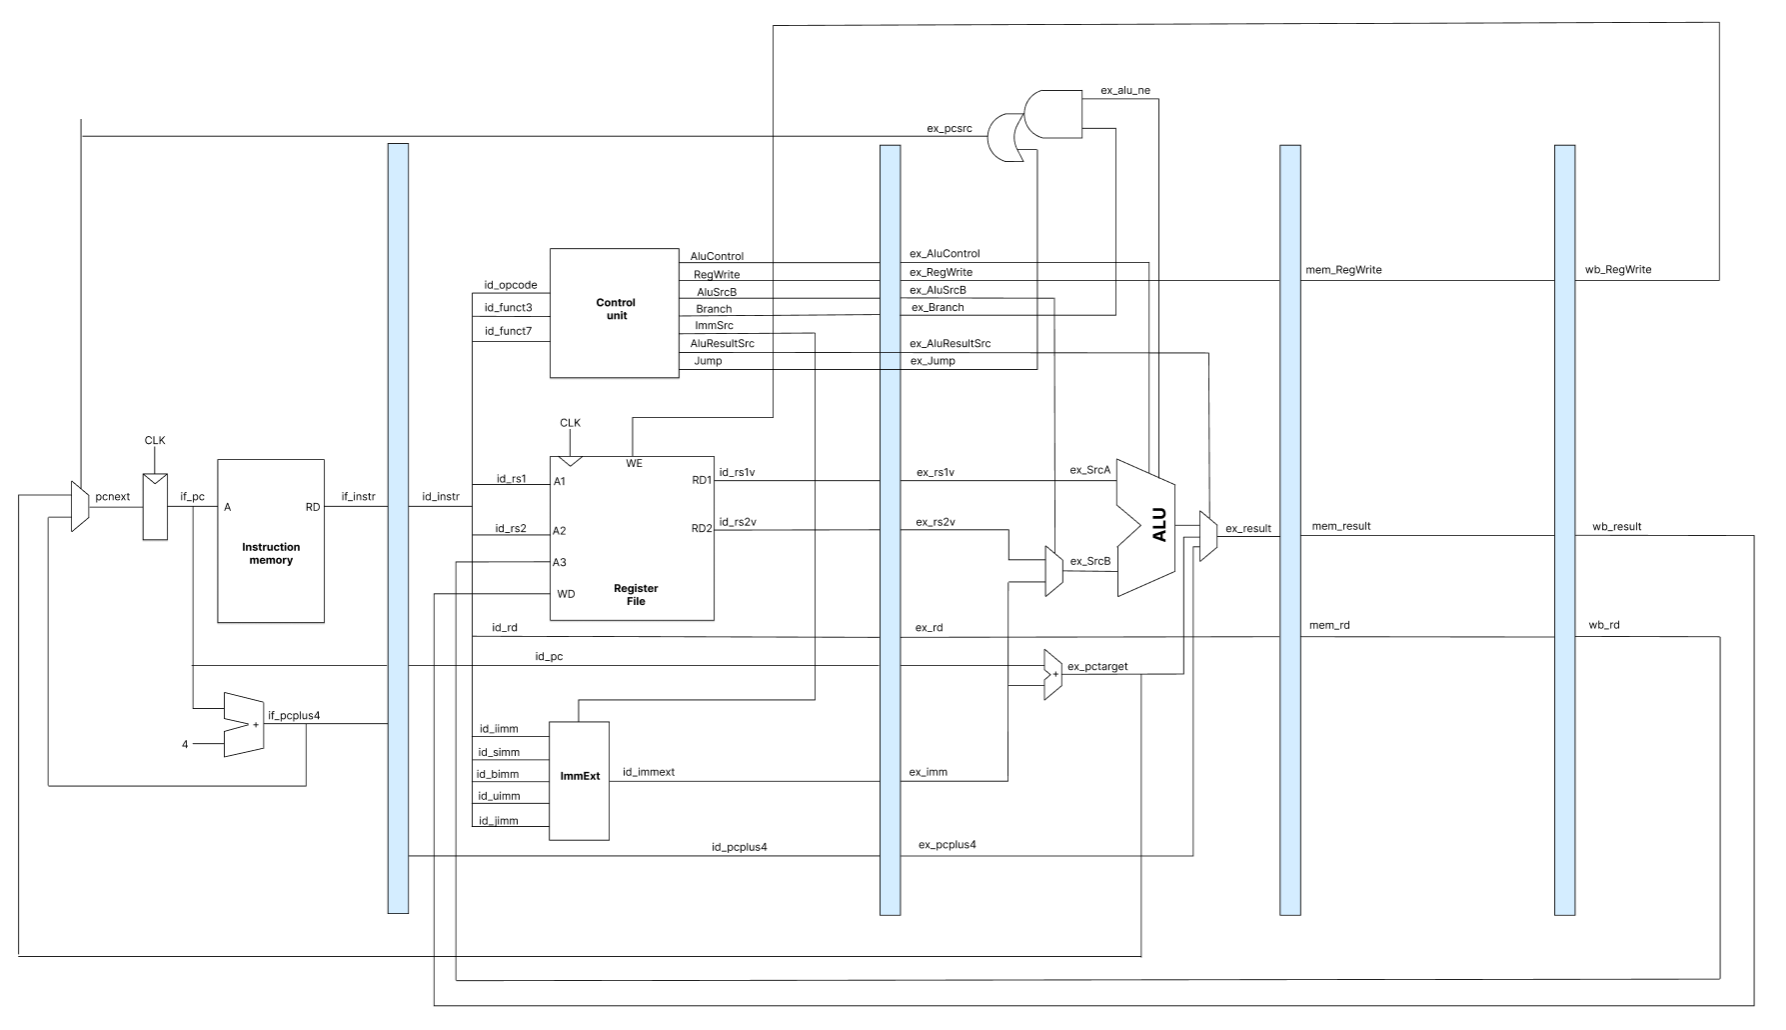 ex_alu_ne
ex_pcsrc
AluControl
ex_AluControl
RegWrite
ex_RegWrite
mem_RegWrite
wb_RegWrite
id_opcode
AluSrcB
ex_AluSrcB
id_funct3
Control
unit
Branch
ex_Branch
id_funct7
ImmSrc
AluResultSrc
ex_AluResultSrc
Jump
ex_Jump
CLK
CLK
WE
id_rs1
A1
RD1
id_rs1v
ex_rs1v
ex_SrcA
pcnext
if_pc
A
RD
if_instr
id_instr
id_rs2
A2
RD2
id_rs2v
ex_rs2v
ALU
ex_result
mem_result
wb_result
Instruction
memory
A3
ex_SrcB
WD
Register
File
id_rd
ex_rd
mem_rd
wb_rd
id_pc
+
ex_pctarget
if_pcplus4
+
4
id_iimm
id_simm
id_bimm
ImmExt
id_immext
ex_imm
id_uimm
id_jimm
id_pcplus4
ex_pcplus4